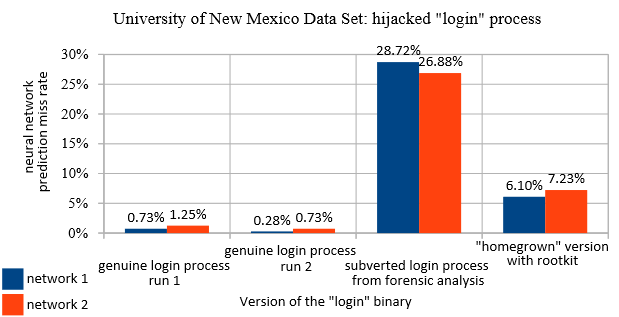 University of New Mexico Data Set: hijacked "login" process
neural network
prediction miss rate
30%
25%
20%
15%
10%
5%
0%
0.73%
1.25%
0.28%
0.73%
28.72%
26.88%
6.10%
7.23%
genuine login process
run 1
genuine login process
run 2
subverted login process
from forensic analysis
"homegrown" version
with rootkit
network 1
network 2
Version of the "login" binary